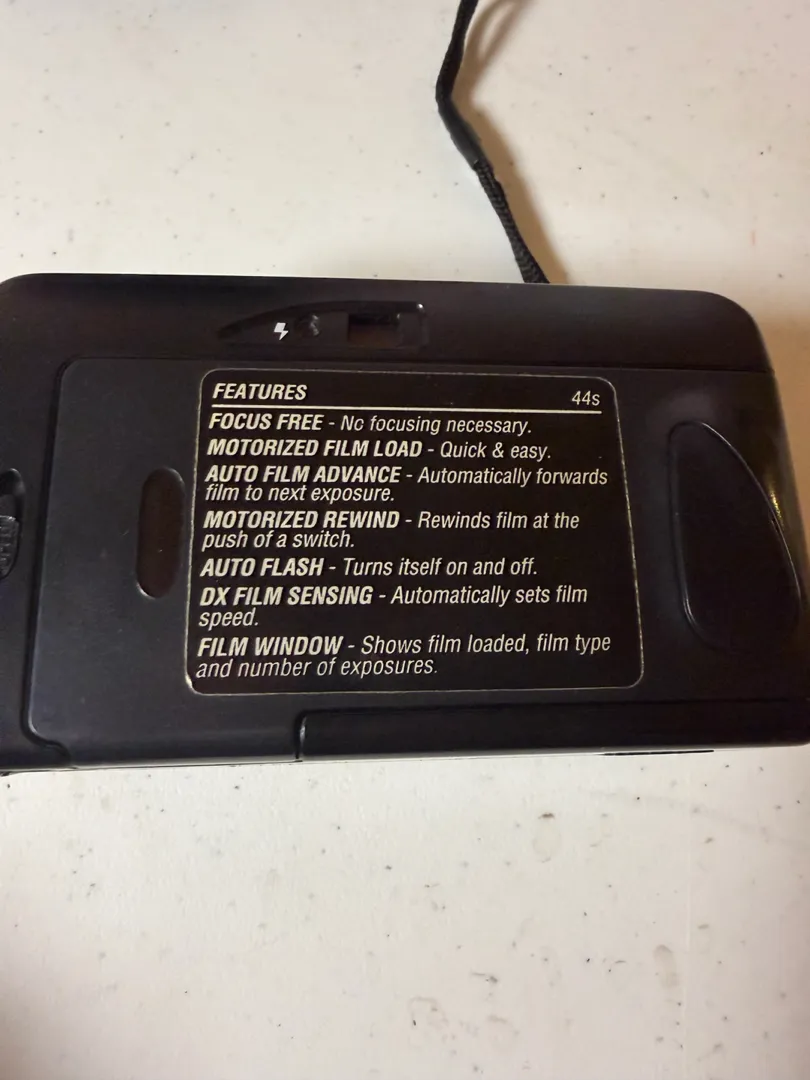 FEATURES 44s
FOCUS FREE - No focusing necessary.
MOTORIZED FILM LOAD - Quick & easy.
AUTO FILM ADVANCE - Automatically forwards
film to next exposure.
MOTORIZED REWIND - Rewinds film at the
push of a switch.
AUTO FLASH - Turns itself on and off.
DX FILM SENSING - Automatically sets film
speed.
FILM WINDOW - Shows film loaded, film type
and number of exposures.